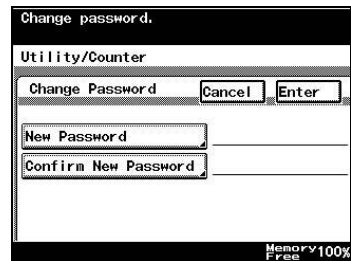 Change password.
Utility/Counter
Change Password
Cancel
Enter
New Password
Confirm New Password
Memory
Free 100%